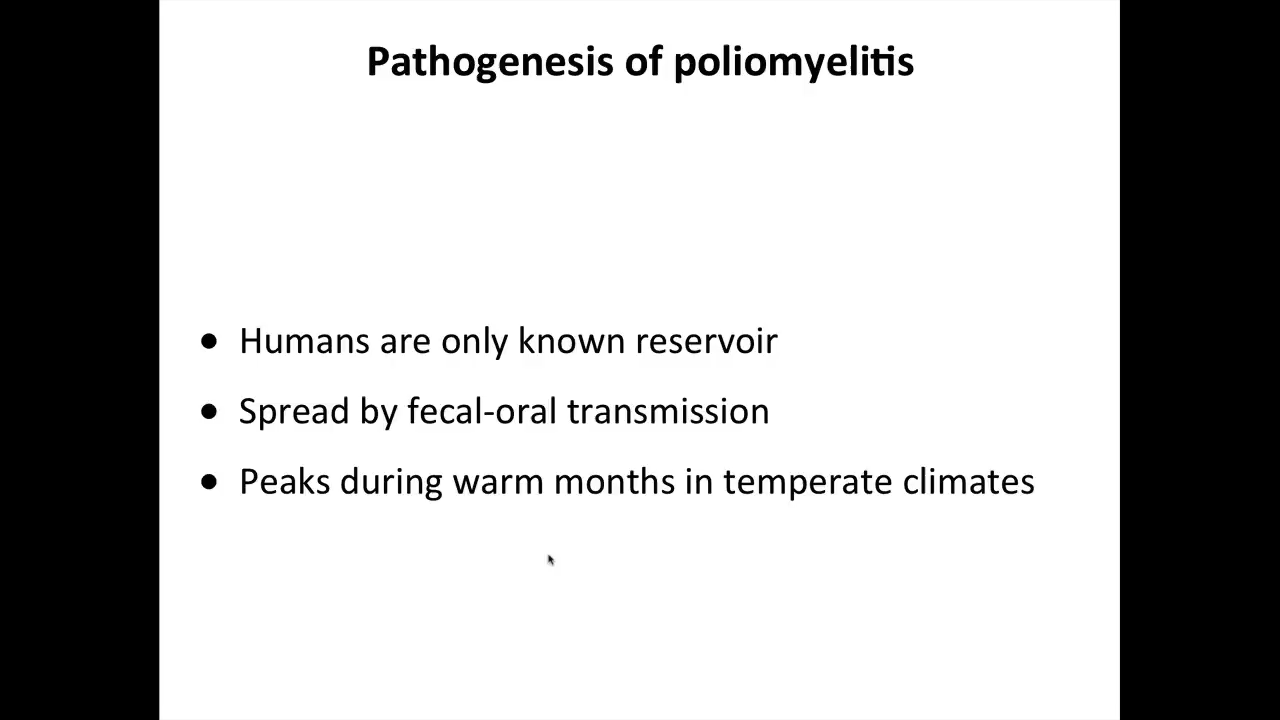 Pathogenesis of poliomyelitis
• Humans are only known reservoir
• Spread by fecal-oral transmission
• Peaks during warm months in temperate climates